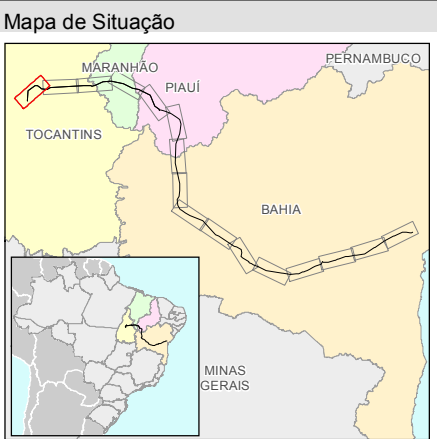 Mapa de Situação
PERNAMBUCO
MARANHÃO
PIAUÍ
TOCANTINS
BAHIA
MINAS
GERAIS